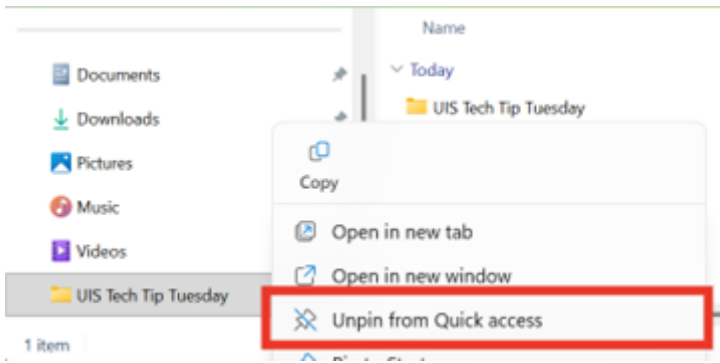 Name
Today
Documents
Downloads
Pictures
Music
Videos
UIS Tech Tip Tuesday
1 item
UIS Tech Tip Tuesday
Copy
Open in new tab
Open in new window
Unpin from Quick access